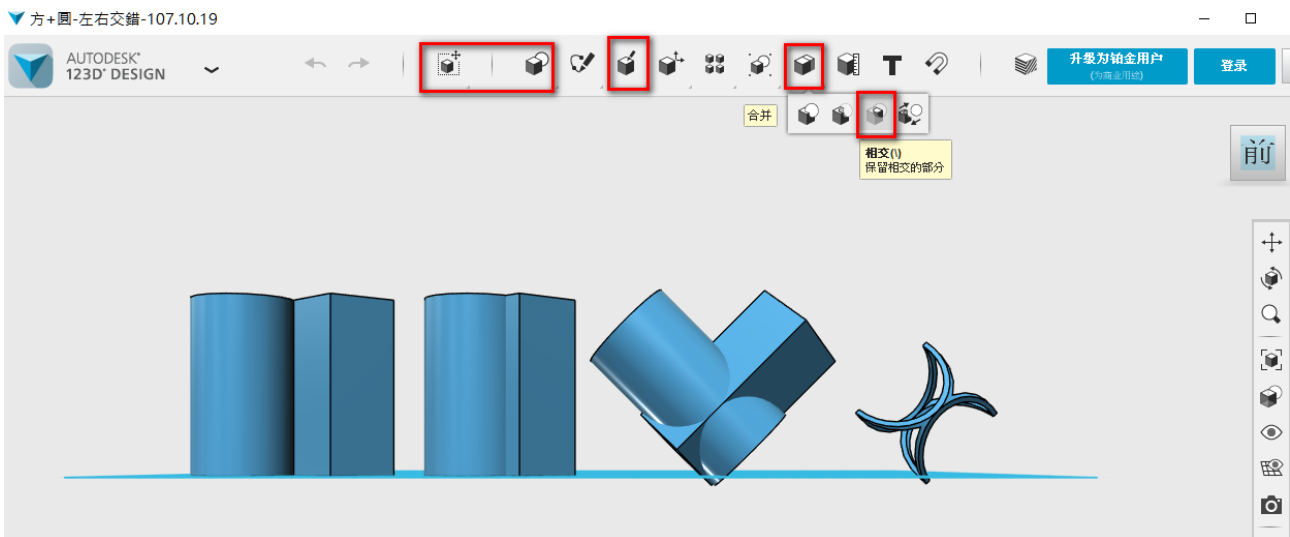 方+圓-左右交錯-107.10.19
AUTODESK®
123D® DESIGN
T
升级为铂金用户
(为商业用途)
登录
合并
相交(\)
保留相交的部分
前